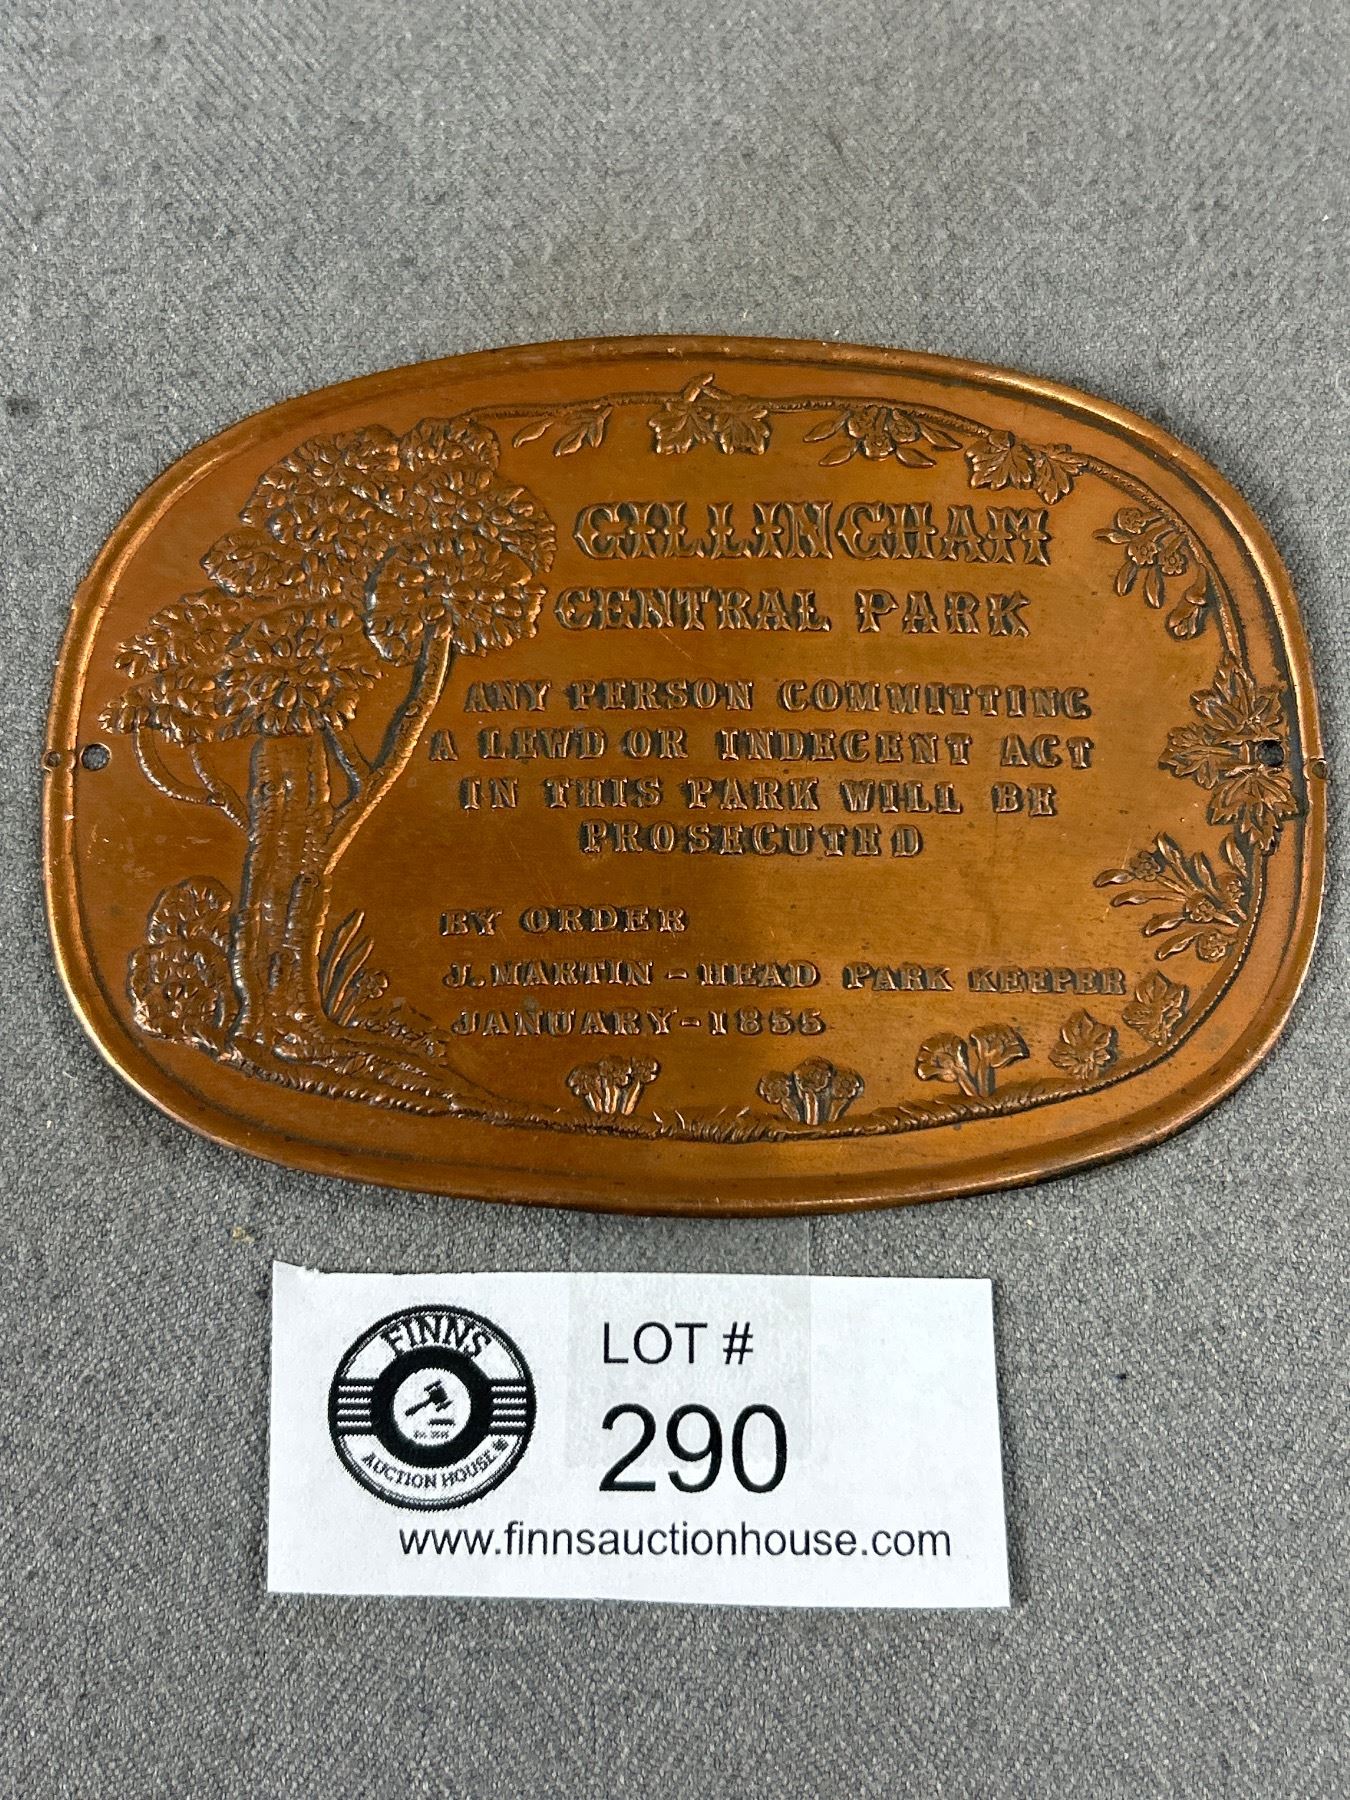 GILLINGHAM
CENTRAL PARK
ANY PERSON COMMITTING
A LEWD OR INDECENT ACT
IN THIS PARK WILL BE
PROSECUTED
BY ORDER
J. MARTIN - HEAD PARK KEEPER
JANUARY - 1855
FINNS
AUCTION HOUSE
LOT #
290
www.finnsauctionhouse.com